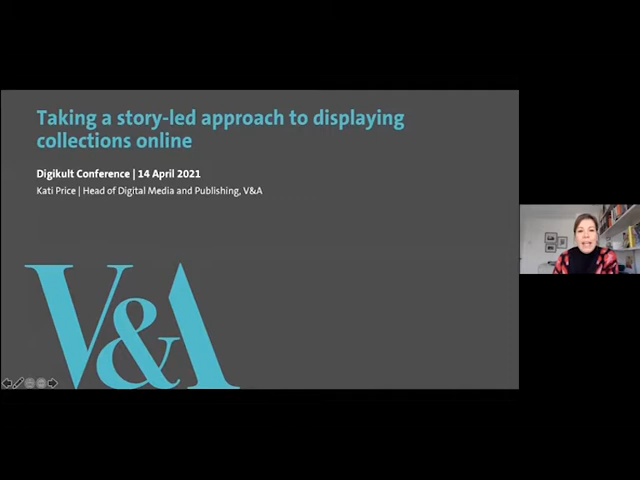 Taking a story-led approach to displaying
collections online
Digikult Conference | 14 April 2021
Kati Price | Head of Digital Media and Publishing, V&A
V&A